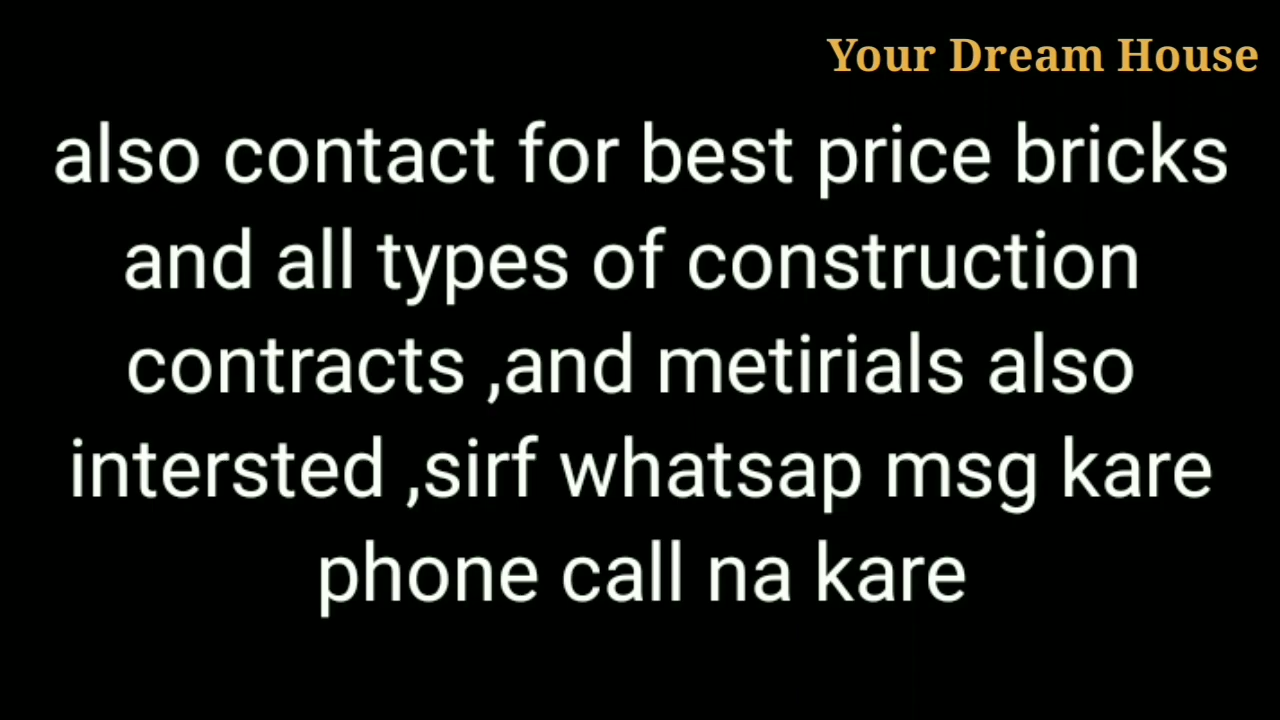 Your Dream House
also contact for best price bricks
and all types of construction
contracts ,and metirials also
intersted ,sirf whatsap msg kare
phone call na kare